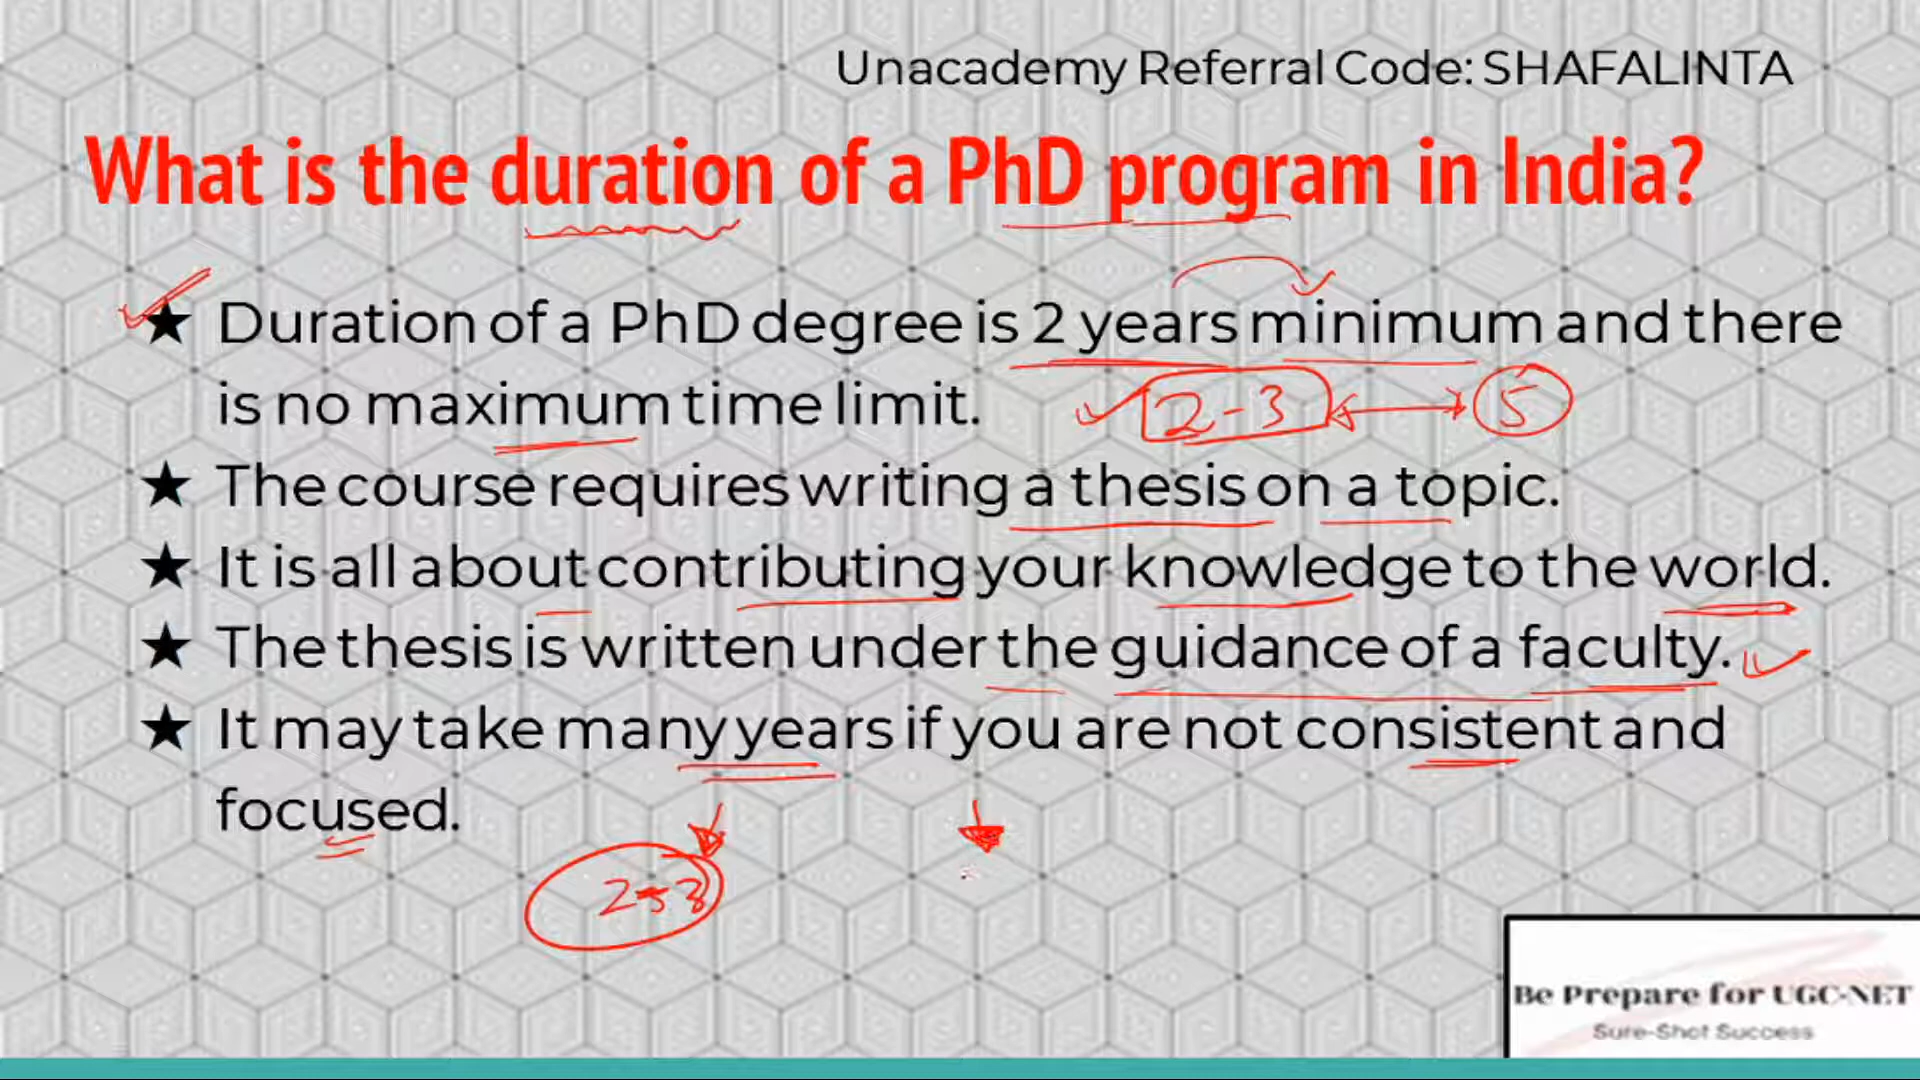 Unacademy Referral Code: SHAFALINTA
What is the duration of a PhD program in India?
★ Duration of a PhD degree is 2 years minimum and there
is no maximum time limit.
2-3
5
★ The course requires writing a thesis on a topic.
★ It is all about contributing your knowledge to the world.
★ The thesis is written under the guidance of a faculty.
★ It may take many years if you are not consistent and
focused.
Be Prepare for UGC-NET
Sure-Shot Success